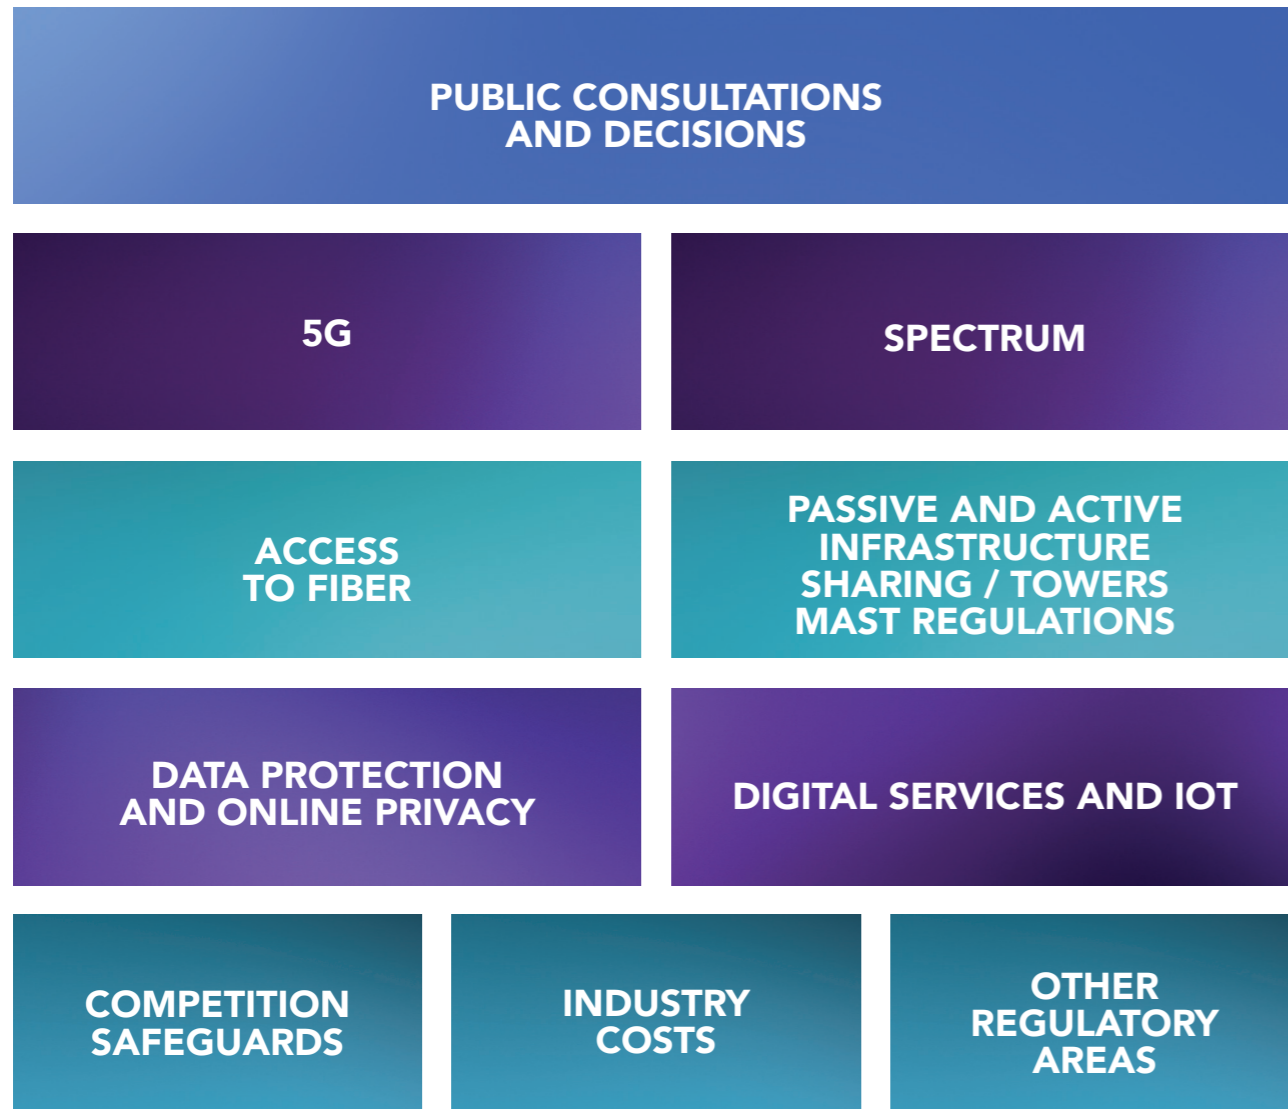 PUBLIC CONSULTATIONS
AND DECISIONS
5G
SPECTRUM
ACCESS
TO FIBER
PASSIVE AND ACTIVE
INFRASTRUCTURE
SHARING / TOWERS
MAST REGULATIONS
DATA PROTECTION
AND ONLINE PRIVACY
DIGITAL SERVICES AND IOT
COMPETITION
SAFEGUARDS
INDUSTRY
COSTS
OTHER
REGULATORY
AREAS